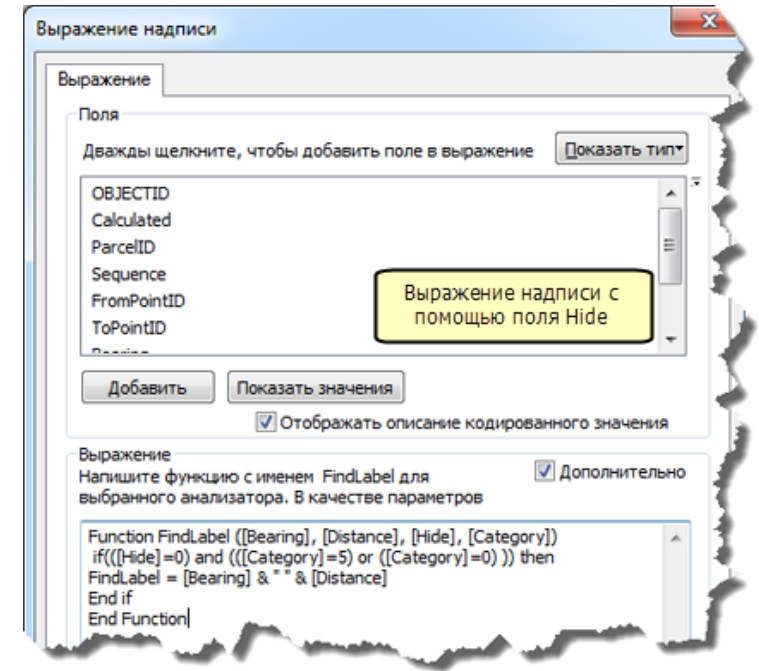 Выражение надписи
Выражение
Поля
Дважды щелкните, чтобы добавить поле в выражение
Показать тип
OBJECTID
Calculated
ParcelID
Sequence
FromPointID
ToPointID
Выражение надписи с
помощью поля Hide
Добавить
Показать значения
Отображать описание кодированного значения
Выражение
Напишите функцию с именем FindLabel для
выбранного анализатора. В качестве параметров
Дополнительно
Function FindLabel ([Bearing], [Distance], [Hide], [Category])
if(([Hide]=0) and (([Category]=5) or ([Category]=0) )) then
FindLabel = [Bearing] & " " & [Distance]
End if
End Function